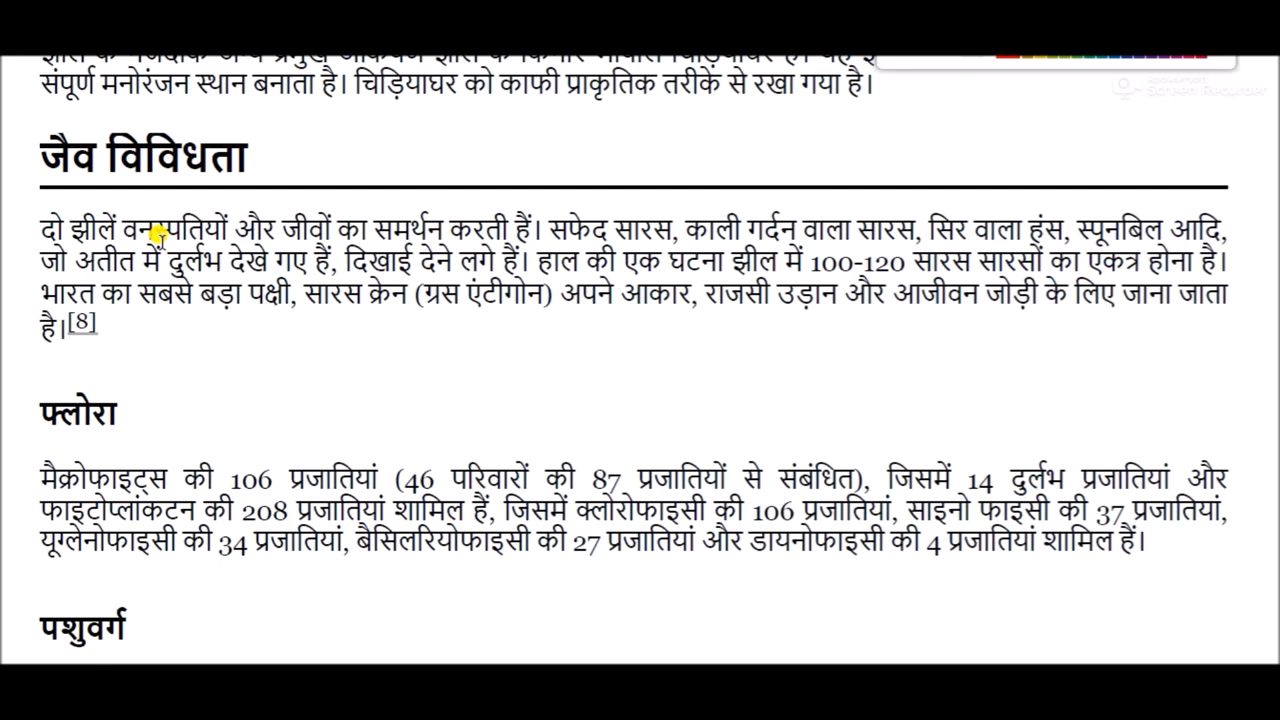 संपूर्ण मनोरंजन स्थान बनाता है। चिड़ियाघर को काफी प्राकृतिक तरीके से रखा गया है।
Screen Recorder
जैव विविधता
दो झीलें वनस्पतियों और जीवों का समर्थन करती हैं। सफेद सारस, काली गर्दन वाला सारस, सिर वाला हंस, स्पूनबिल आदि,
जो अतीत में दुर्लभ देखे गए हैं, दिखाई देने लगे हैं। हाल की एक घटना झील में 100-120 सारस सारसों का एकत्र होना है।
भारत का सबसे बड़ा पक्षी, सारस क्रेन (ग्रस एंटीगोन) अपने आकार, राजसी उड़ान और आजीवन जोड़ी के लिए जाना जाता
है।[8]
फ्लोरा
मैक्रोफाइट्स की 106 प्रजातियां (46 परिवारों की 87 प्रजातियों से संबंधित), जिसमें 14 दुर्लभ प्रजातियां और
फाइटोप्लांकटन की 208 प्रजातियां शामिल हैं, जिसमें क्लोरोफाइसी की 106 प्रजातियां, साइनो फाइसी की 37 प्रजातियां,
यूग्लेनोफाइसी की 34 प्रजातियां, बैसिलरियोफाइसी की 27 प्रजातियां और डायनोफाइसी की 4 प्रजातियां शामिल हैं।
पशुवर्ग